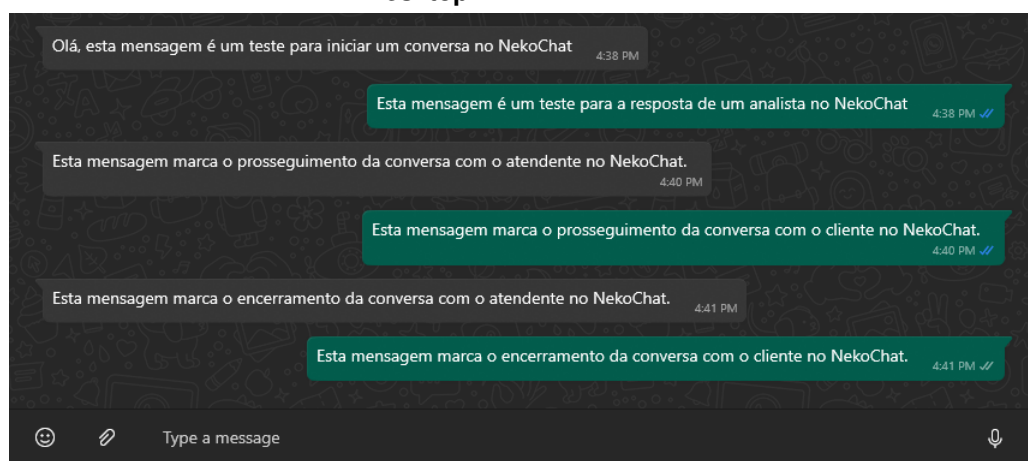 Olá, esta mensagem é um teste para iniciar um conversa no NekoChat
4:38 PM
Esta mensagem é um teste para a resposta de um analista no NekoChat
4:38 PM
Esta mensagem marca o prosseguimento da conversa com o atendente no NekoChat.
4:40 PM
Esta mensagem marca o prosseguimento da conversa com o cliente no NekoChat.
4:40 PM
Esta mensagem marca o encerramento da conversa com o atendente no NekoChat.
4:41 PM
Esta mensagem marca o encerramento da conversa com o cliente no NekoChat.
4:41 PM
Type a message